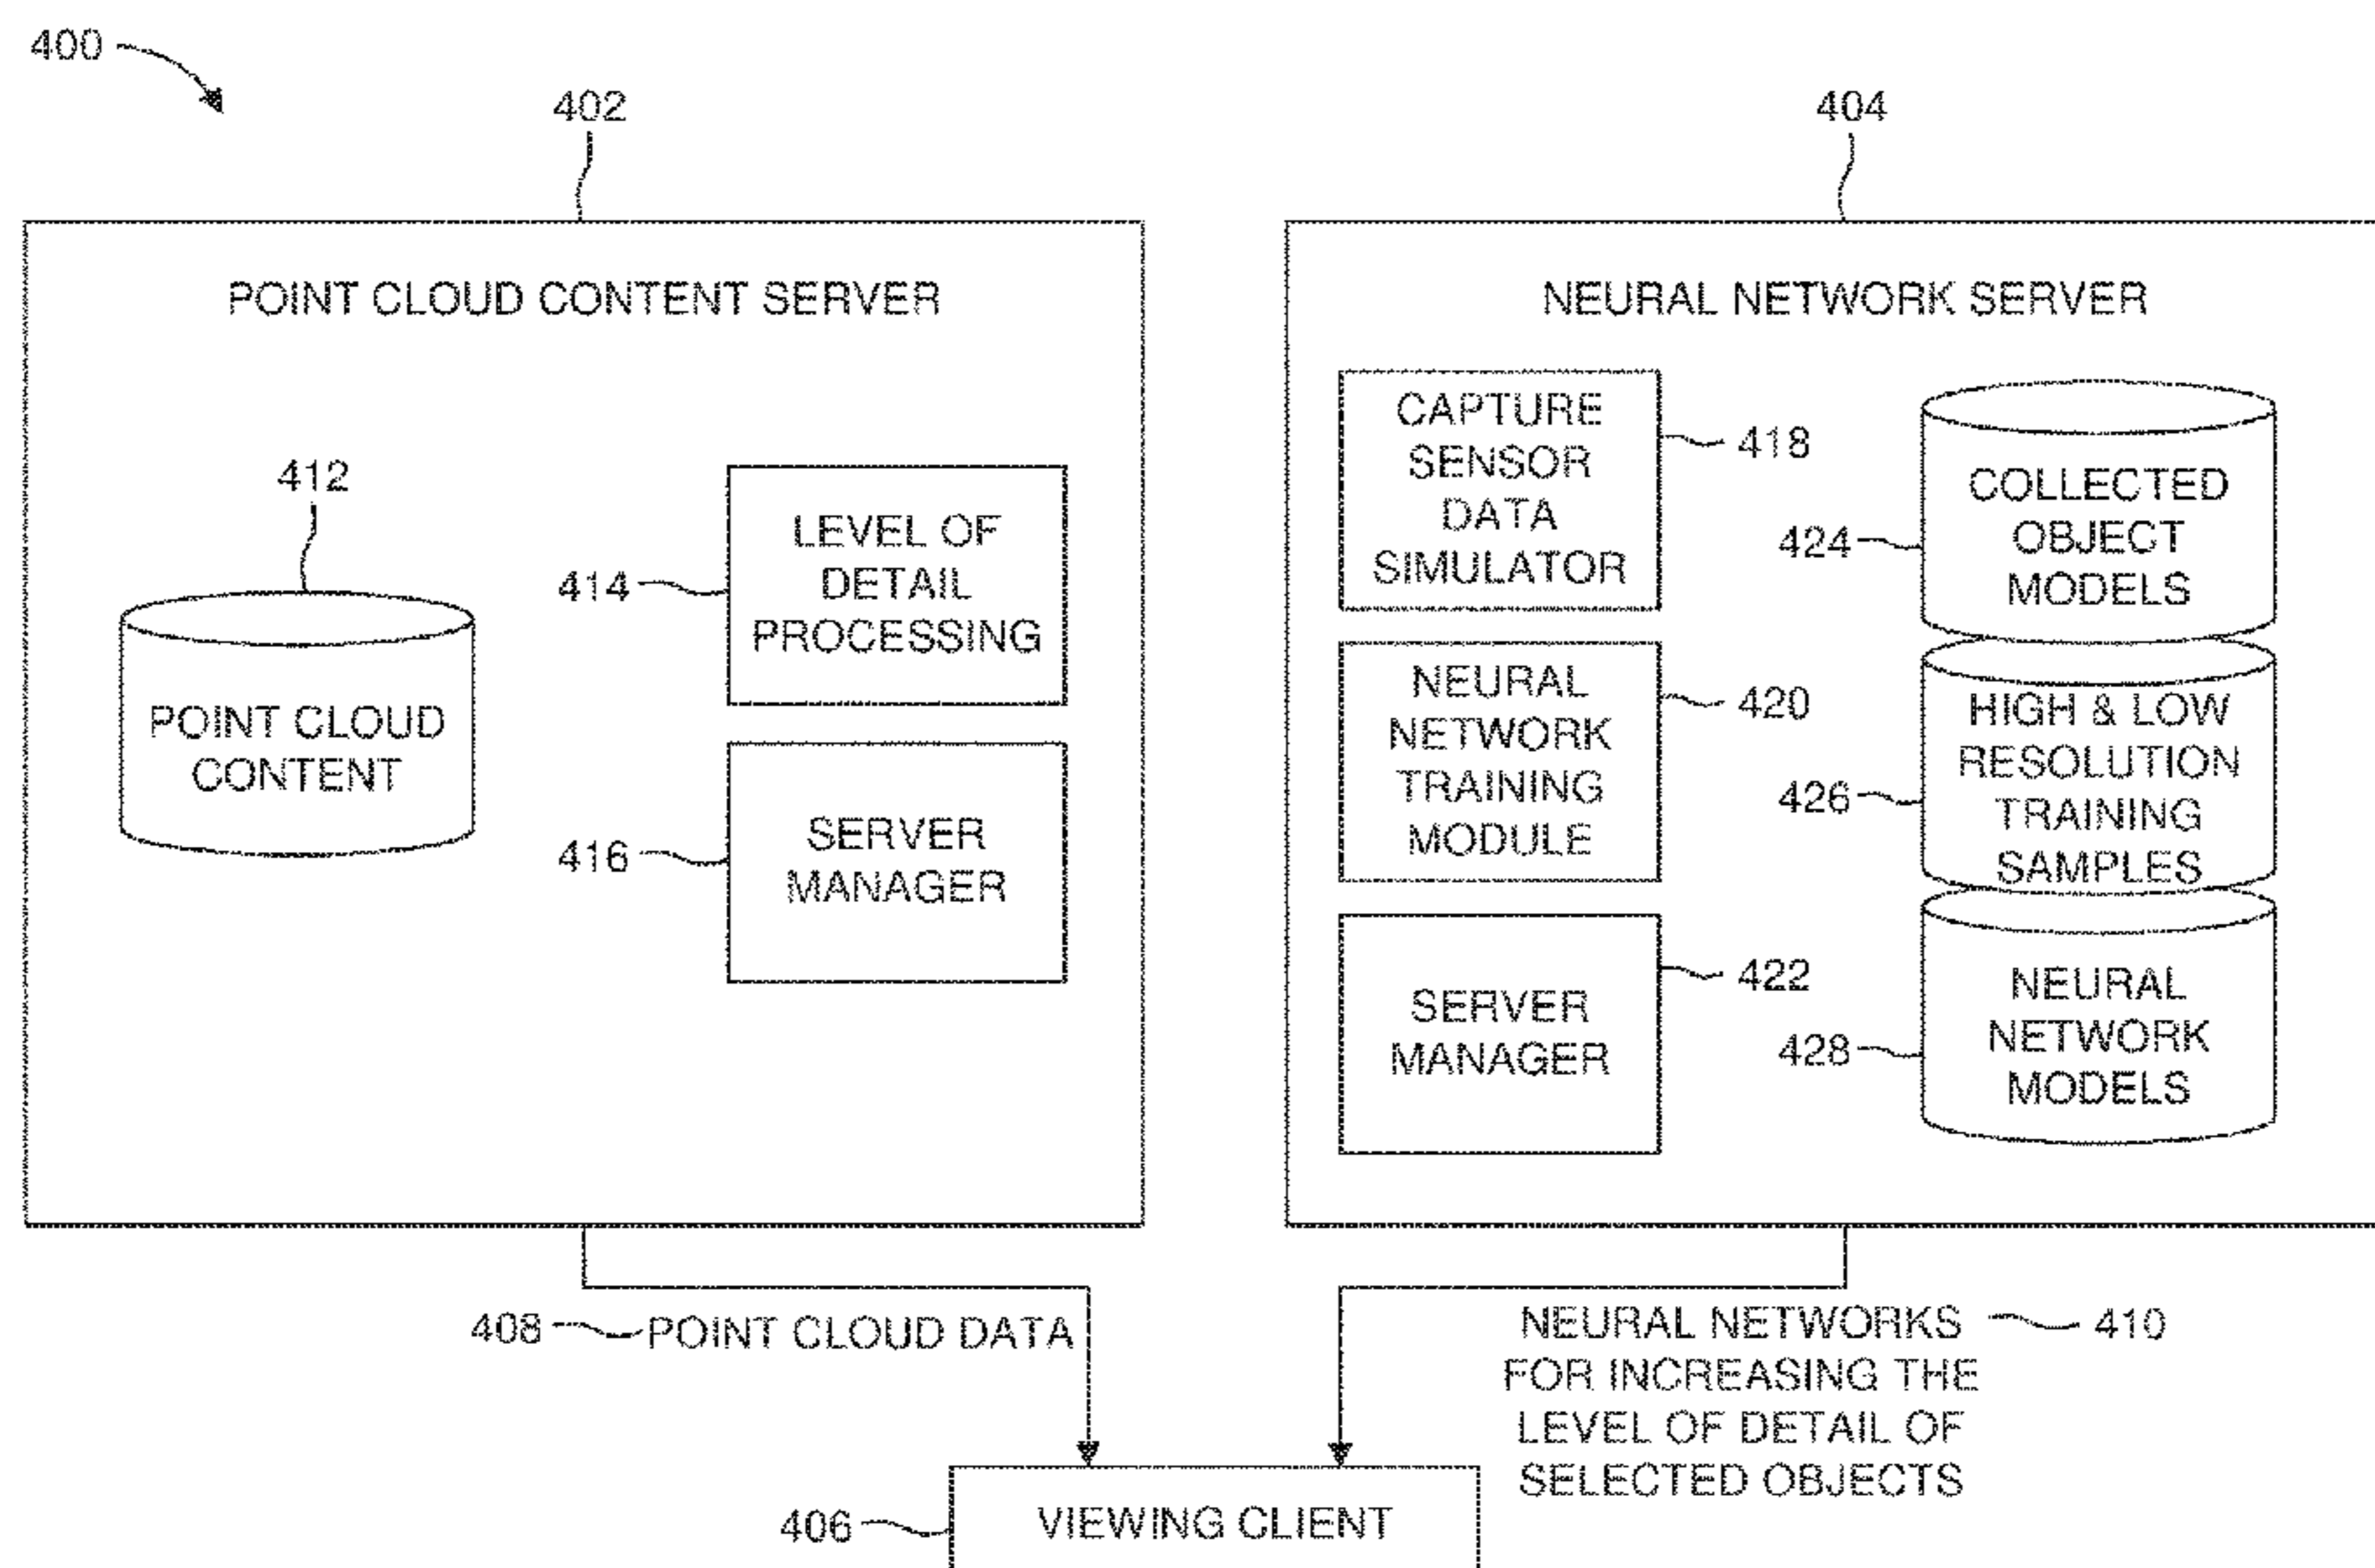 400
402
404
POINT CLOUD CONTENT SERVER
412
POINT CLOUD
CONTENT
414
LEVEL OF
DETAIL
PROCESSING
416
SERVER
MANAGER
NEURAL NETWORK SERVER
CAPTURE
SENSOR
DATA
SIMULATOR
418
NEURAL
NETWORK
TRAINING
MODULE
420
SERVER
MANAGER
422
424
COLLECTED
OBJECT
MODELS
426
HIGH & LOW
RESOLUTION
TRAINING
SAMPLES
428
NEURAL
NETWORK
MODELS
408
POINT CLOUD DATA
NEURAL NETWORKS
FOR INCREASING THE
LEVEL OF DETAIL OF
SELECTED OBJECTS
410
406
VIEWING CLIENT